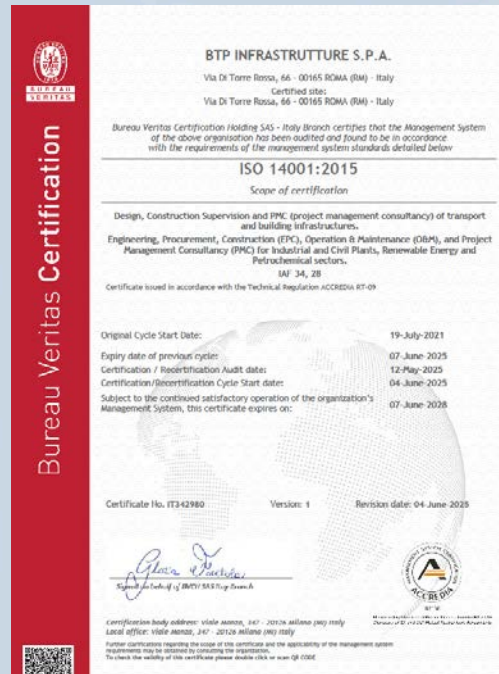 BUREAU
VERITAS
Bureau Veritas Certification
BTP INFRASTRUTTURE S.P.A.
Via Di Torre Rossa, 66 - 00165 ROMA (RM) - Italy
Certified site:
Via Di Torre Rossa, 66 - 00165 ROMA (RM) - Italy
Bureau Veritas Certification Holding SAS - Italy Branch certifies that the Management System
of the above organisation has been audited and found to be in accordance
with the requirements of the management system standards detailed below
ISO 14001:2015
Scope of certification
Design, Construction Supervision and PMC (project management consultancy) of transport
and building infrastructures.
Engineering, Procurement, Construction (EPC), Operation & Maintenance (O&M), and Project
Management Consultancy (PMC) for Industrial and Civil Plants, Renewable Energy and
Petrochemical sectors.
IAF 34, 28
Certificate issued in accordance with the Technical Regulation ACCREDIA RT-09
Original Cycle Start Date: 19-July-2021
Expiry date of previous cycle: 07-June-2025
Certification / Recertification Audit date: 12-May-2025
Certification/Recertification Cycle Start date: 04-June-2025
Subject to the continued satisfactory operation of the organization's
Management System, this certificate expires on: 07-June-2028
Certificate No. IT342980 Version: 1 Revision date: 04-June-2025
Signed on behalf of BVCH SAS Italy Branch
ACCREDIA
Certification body address: Viale Monza, 347 - 20126 Milano (MI) Italy
Local office: Viale Monza, 347 - 20126 Milano (MI) Italy
Further clarifications regarding the scope of this certificate and the applicability of the management system
requirements may be obtained by consulting the organisation.
To check the validity of this certificate please double click or scan QR CODE